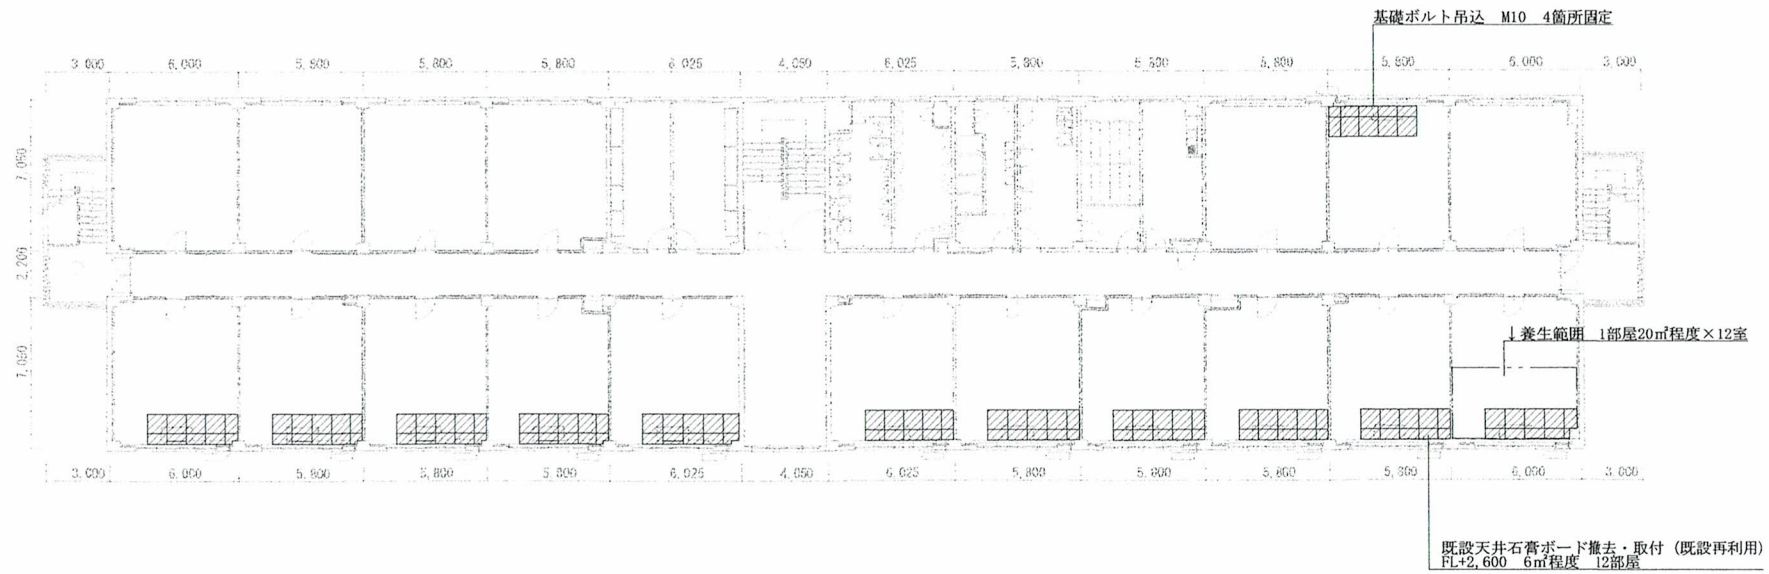 基礎ボルト吊込 M10 4箇所固定
3,000 6,000 5,800 5,800 5,800 6,025 4,050 6,025 5,800 5,800 5,800 5,800 6,000 3,000
7,050
2,200
↓養生範囲 1部屋20㎡程度×12室
7,050
3,000 6,000 5,800 5,800 5,800 6,025 4,050 6,025 5,800 5,800 5,800 5,800 6,000 3,000
既設天井石膏ボード撤去・取付（既設再利用）
FL+2,600 6㎡程度 12部屋